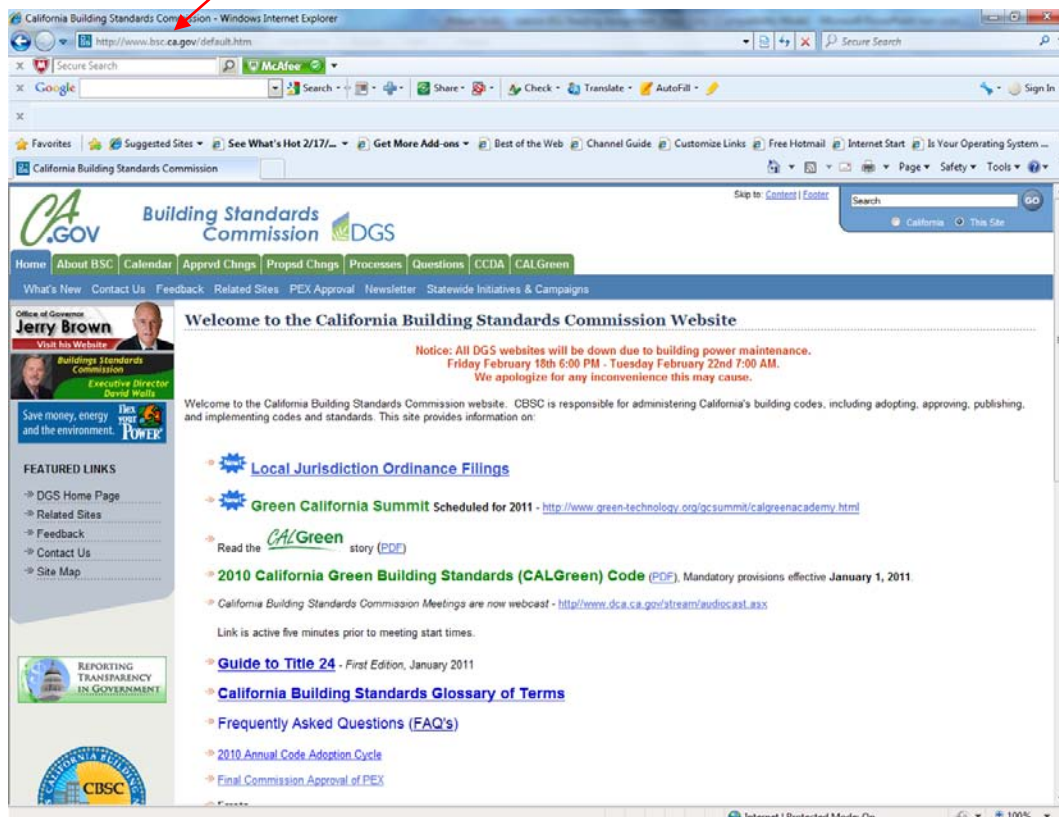 California Building Standards Commission - Windows Internet Explorer
http://www.bsc.ca.gov/default.htm
Secure Search
x Secure Search McAfee
x Google Search Share Check Translate AutoFill Sign In
x
Favorites Suggested Sites See What's Hot 2/17/... Get More Add-ons Best of the Web Channel Guide Customize Links Free Hotmail Internet Start Is Your Operating System ...
California Building Standards Commission
Page Safety Tools
CA.GOV
Building Standards Commission DGS
Skip to: Content | Footer
Search GO
California This Site
Home About BSC Calendar Apprvd Chngs Propsd Chngs Processes Questions CCDA CALGreen
What's New Contact Us Feedback Related Sites PEX Approval Newsletter Statewide Initiatives & Campaigns
Office of Governor
Jerry Brown
Visit his Website
Buildings Standards
Commission
Executive Director
David Walls
Save money, energy
and the environment.
Flex
YOUR
POWER
FEATURED LINKS
DGS Home Page
Related Sites
Feedback
Contact Us
Site Map
REPORTING
TRANSPARENCY
IN GOVERNMENT
CALIFORNIA
CBSC
Welcome to the California Building Standards Commission Website
Notice: All DGS websites will be down due to building power maintenance.
Friday February 18th 6:00 PM - Tuesday February 22nd 7:00 AM.
We apologize for any inconvenience this may cause.
Welcome to the California Building Standards Commission website. CBSC is responsible for administering California's building codes, including adopting, approving, publishing,
and implementing codes and standards. This site provides information on:
New! Local Jurisdiction Ordinance Filings
New! Green California Summit Scheduled for 2011 - http://www.green-technology.org/gcsummit/calgreenacademy.html
Read the CALGreen story (PDF)
2010 California Green Building Standards (CALGreen) Code (PDF), Mandatory provisions effective January 1, 2011.
California Building Standards Commission Meetings are now webcast - http//www.dca.ca.gov/stream/audiocast.asx
Link is active five minutes prior to meeting start times.
Guide to Title 24 - First Edition, January 2011
California Building Standards Glossary of Terms
Frequently Asked Questions (FAQ's)
2010 Annual Code Adoption Cycle
Final Commission Approval of PEX
Internet | Protected Mode: On 100%